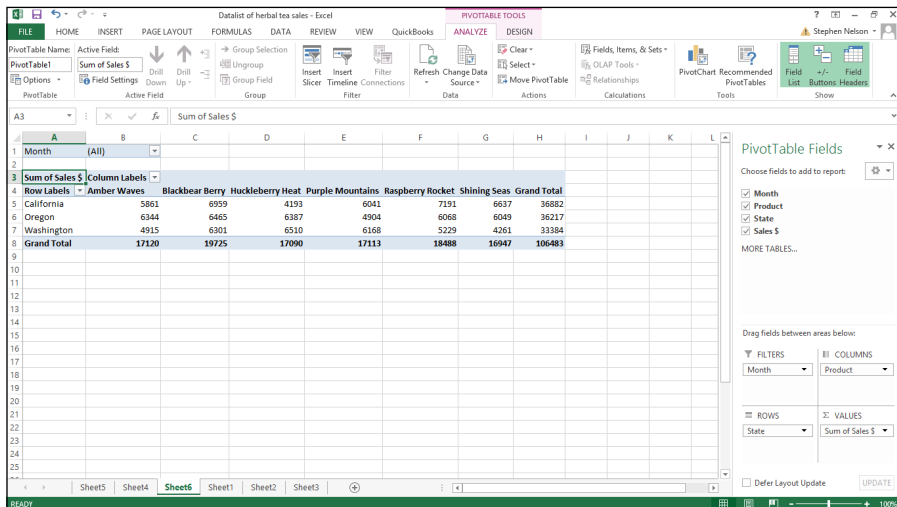 Datalist of herbal tea sales - Excel PIVOTTABLE TOOLS
FILE HOME INSERT PAGE LAYOUT FORMULAS DATA REVIEW VIEW QuickBooks ANALYZE DESIGN Stephen Nelson
PivotTable Name: Active Field:
PivotTable1 Sum of Sales $
Options Field Settings
Drill Down Drill Up
Group Selection
Ungroup
Group Field
Insert Slicer Insert Timeline Filter Connections
Refresh Change Data Source
Clear
Select
Move PivotTable
Fields, Items, & Sets
OLAP Tools
Relationships
PivotChart Recommended PivotTables
Field List +/- Buttons Field Headers
PivotTable Active Field Group Filter Data Actions Calculations Tools Show
A3 fx Sum of Sales $
A B C D E F G H I J K L
1 Month (All)
2
3 Sum of Sales $ Column Labels
4 Row Labels Amber Waves Blackbear Berry Huckleberry Heat Purple Mountains Raspberry Rocket Shining Seas Grand Total
5 California 5861 6959 4193 6041 7191 6637 36882
6 Oregon 6344 6465 6387 4904 6068 6049 36217
7 Washington 4915 6301 6510 6168 5229 4261 33384
8 Grand Total 17120 19725 17090 17113 18488 16947 106483
9
10
11
12
13
14
15
16
17
18
19
20
21
22
23
24
25
PivotTable Fields
Choose fields to add to report:
Month
Product
State
Sales $
MORE TABLES...
Drag fields between areas below:
FILTERS COLUMNS
Month Product
ROWS Σ VALUES
State Sum of Sales $
Defer Layout Update UPDATE
Sheet5 Sheet4 Sheet6 Sheet1 Sheet2 Sheet3
READY 100%